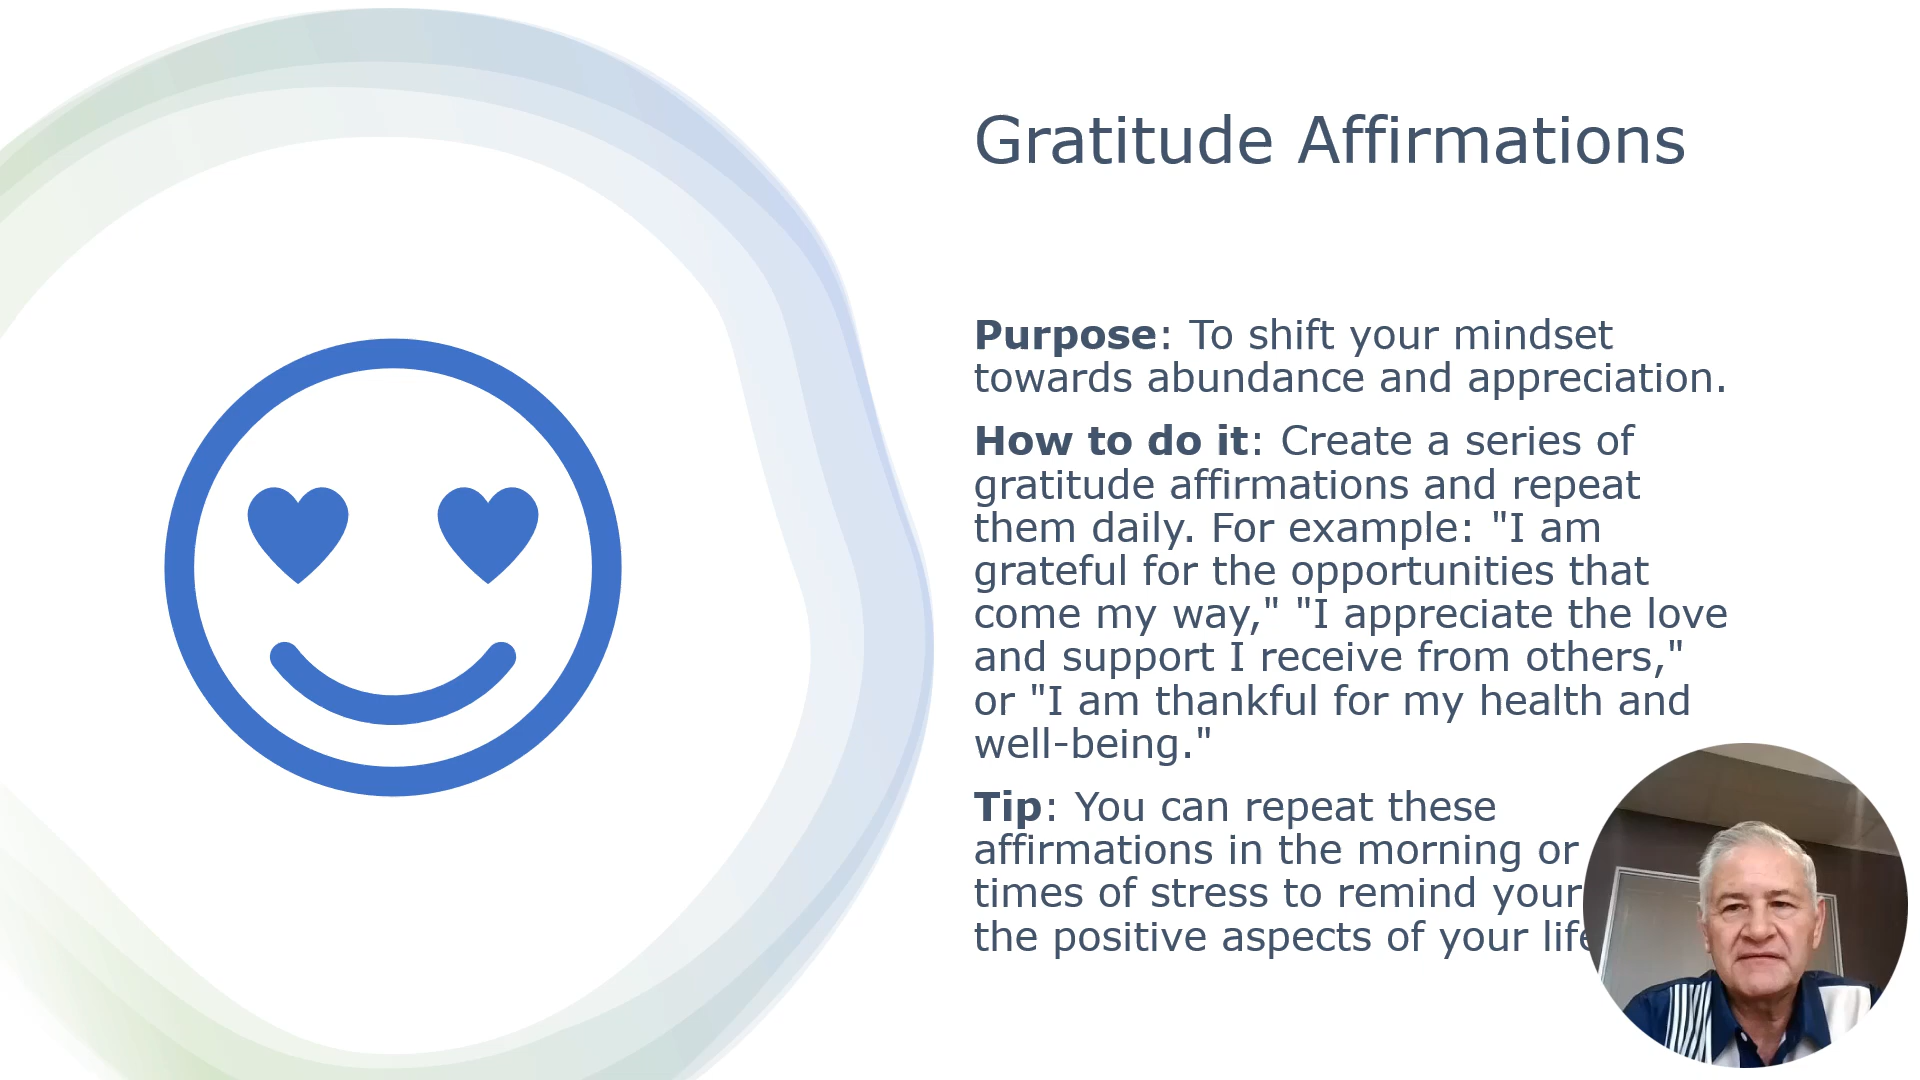 Gratitude Affirmations
Purpose: To shift your mindset
towards abundance and appreciation.
How to do it: Create a series of
gratitude affirmations and repeat
them daily. For example: "I am
grateful for the opportunities that
come my way," "I appreciate the love
and support I receive from others,"
or "I am thankful for my health and
well-being."
Tip: You can repeat these
affirmations in the morning or
times of stress to remind your
the positive aspects of your life